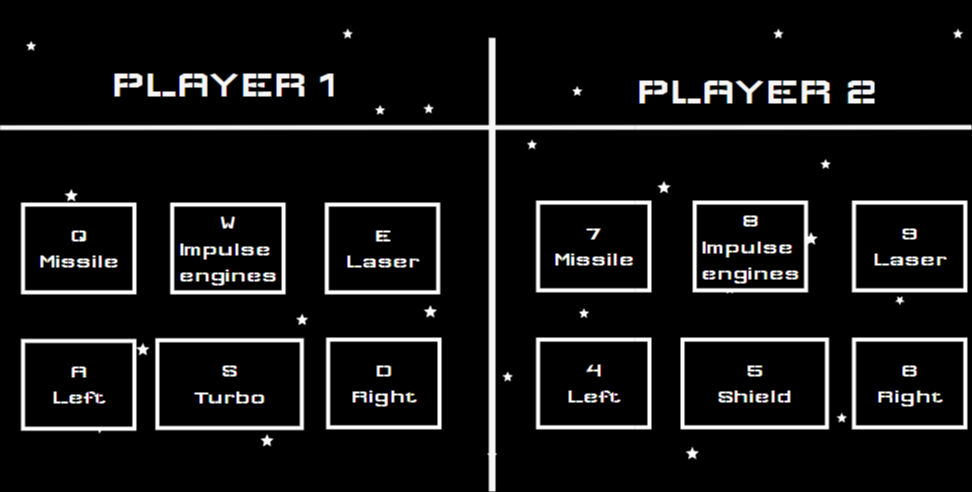 PLAYER 1
PLAYER 2
Q
Missile
W
Impulse
engines
E
Laser
7
Missile
8
Impulse
engines
9
Laser
A
Left
S
Turbo
D
Right
4
Left
5
Shield
6
Right